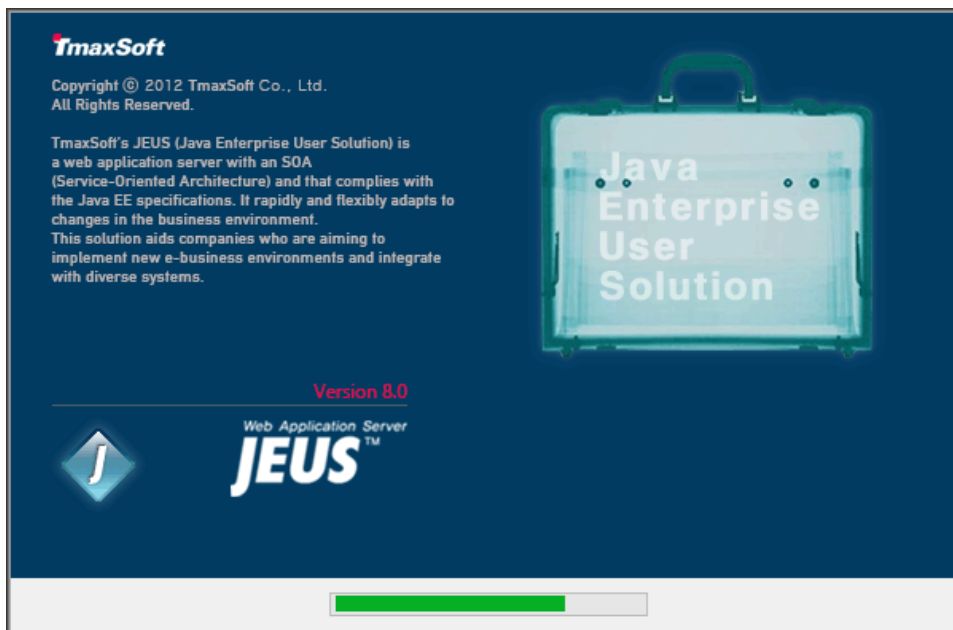 TmaxSoft
Copyright ⓒ 2012 TmaxSoft Co., Ltd.
All Rights Reserved.
TmaxSoft's JEUS (Java Enterprise User Solution) is
a web application server with an SOA
(Service-Oriented Architecture) and that complies with
the Java EE specifications. It rapidly and flexibly adapts to
changes in the business environment.
This solution aids companies who are aiming to
implement new e-business environments and integrate
with diverse systems.
Java
Enterprise
User
Solution
Version 8.0
J
Web Application Server
JEUS™